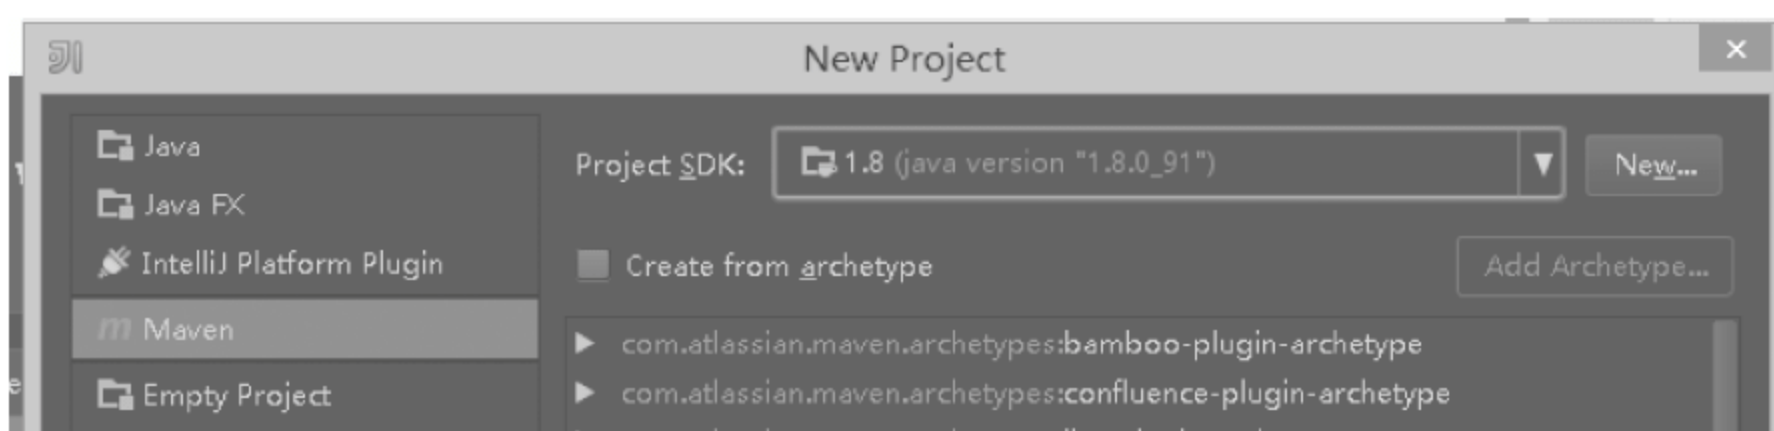 New Project
Java
Java FX
IntelliJ Platform Plugin
Maven
Empty Project
Project SDK: 1.8 (java version "1.8.0_91") New...
Create from archetype Add Archetype...
com.atlassian.maven.archetypes:bamboo-plugin-archetype
com.atlassian.maven.archetypes:confluence-plugin-archetype